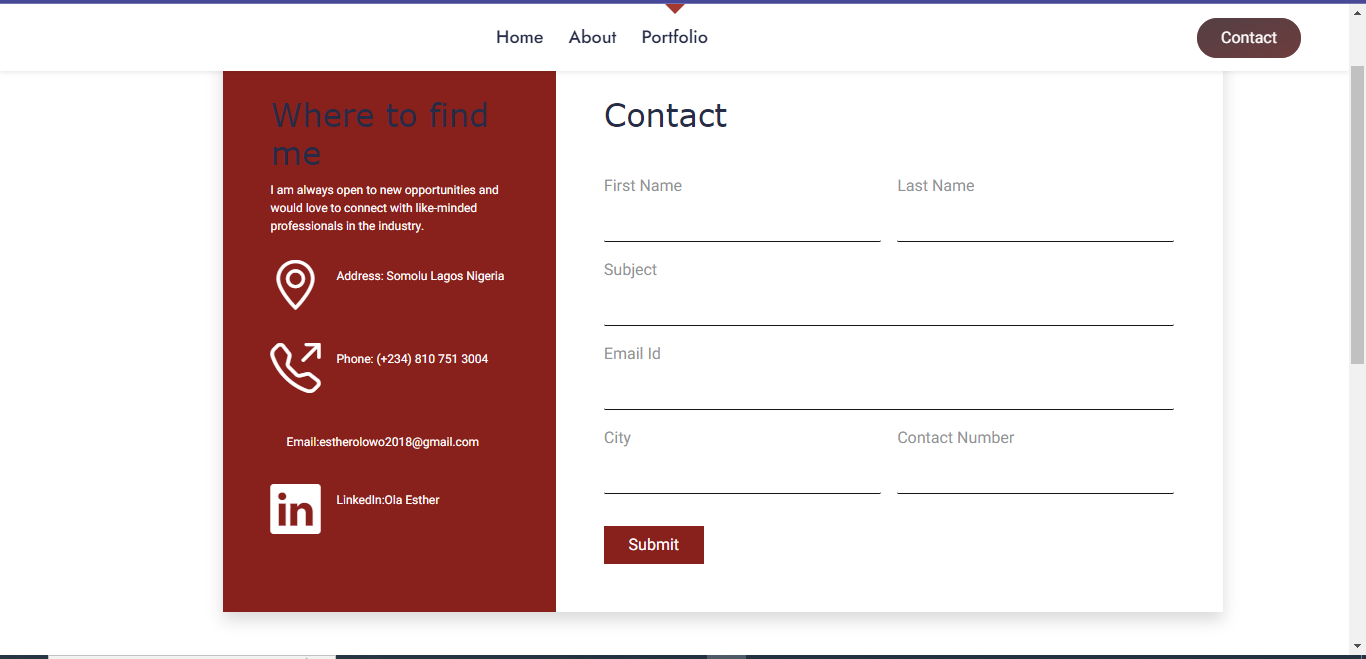 Home About Portfolio
Contact
Where to find
me
I am always open to new opportunities and
would love to connect with like-minded
professionals in the industry.
Address: Somolu Lagos Nigeria
Phone: (+234) 810 751 3004
Email:estherolowo2018@gmail.com
in
LinkedIn:Ola Esther
Contact
First Name Last Name
Subject
Email Id
City Contact Number
Submit